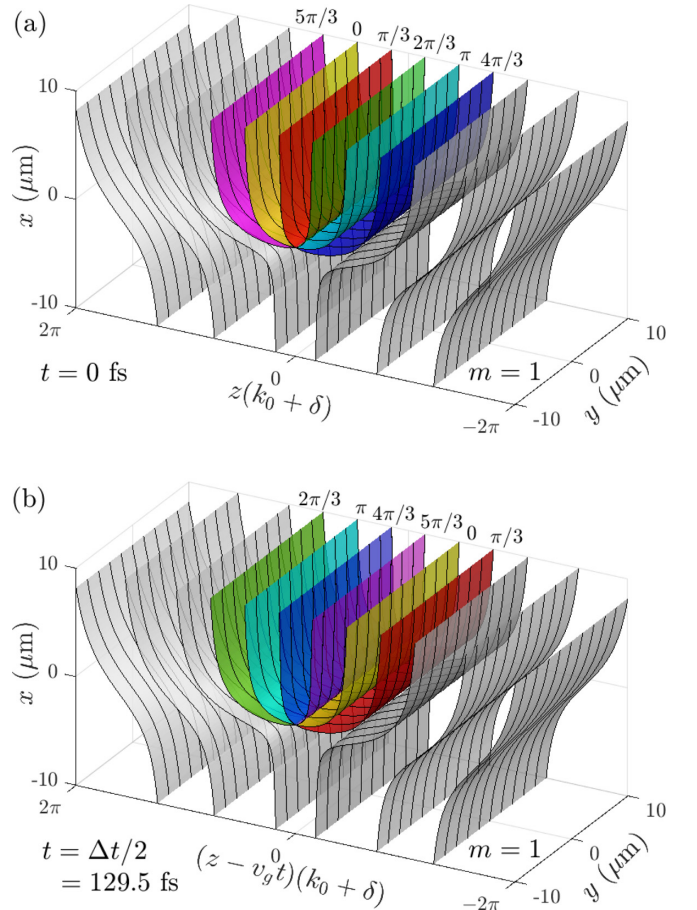 (a)
5π/3 0 π/3 2π/3 π 4π/3
10
0
-10
x (μm)
2π
0
−2π
z(k₀ + δ)
-10
0
10
y (μm)
t = 0 fs
m = 1
(b)
2π/3 π 4π/3 5π/3 0 π/3
10
0
-10
x (μm)
2π
0
−2π
(z − v_g t)(k₀ + δ)
-10
0
10
y (μm)
t = Δt/2
= 129.5 fs
m = 1